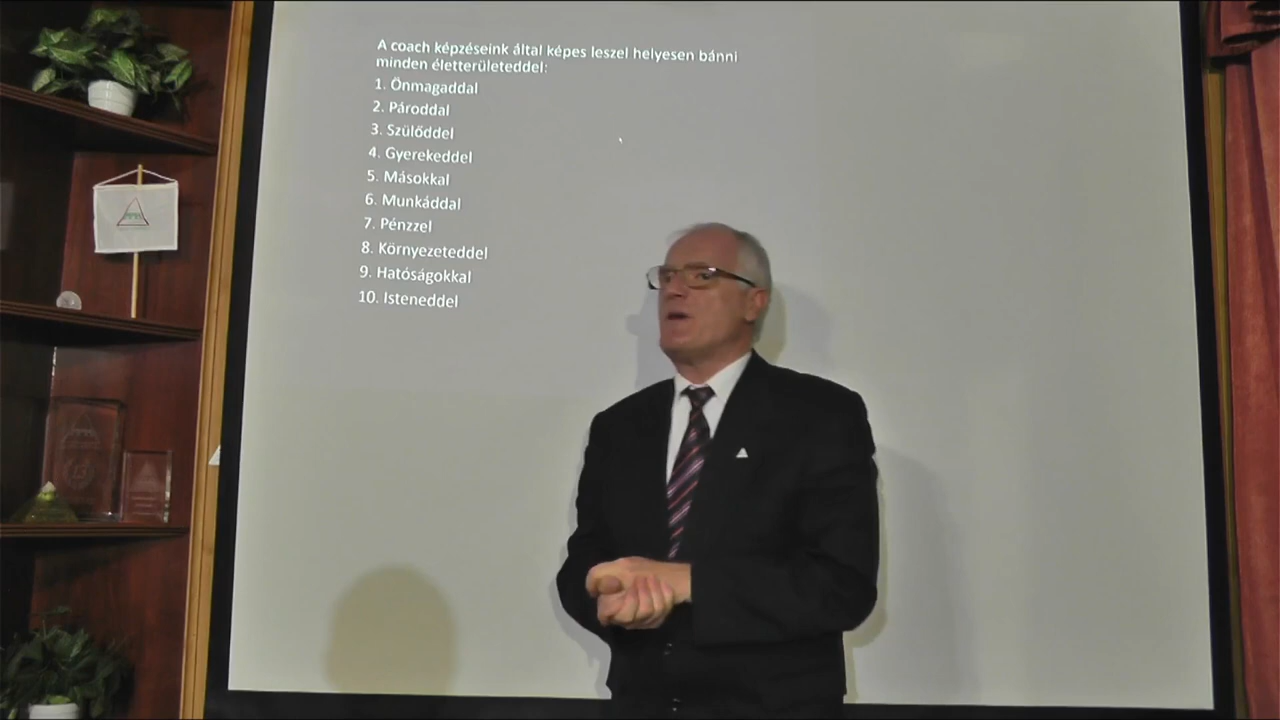 A coach képzéseink által képes leszel helyesen bánni
minden életterületeddel:
1. Önmagaddal
2. Pároddal
3. Szülőddel
4. Gyerekeddel
5. Másokkal
6. Munkáddal
7. Pénzzel
8. Környezeteddel
9. Hatóságokkal
10. Isteneddel